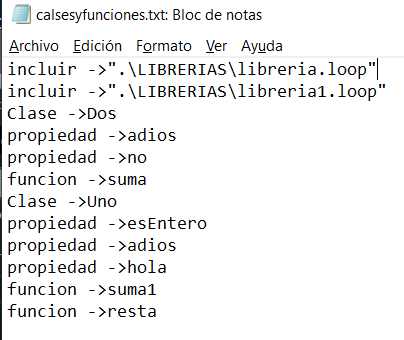 calsesyfunciones.txt: Bloc de notas
Archivo Edición Formato Ver Ayuda
incluir ->".\LIBRERIAS\libreria.loop"
incluir ->".\LIBRERIAS\libreria1.loop"
Clase ->Dos
propiedad ->adios
propiedad ->no
funcion ->suma
Clase ->Uno
propiedad ->esEntero
propiedad ->adios
propiedad ->hola
funcion ->suma1
funcion ->resta